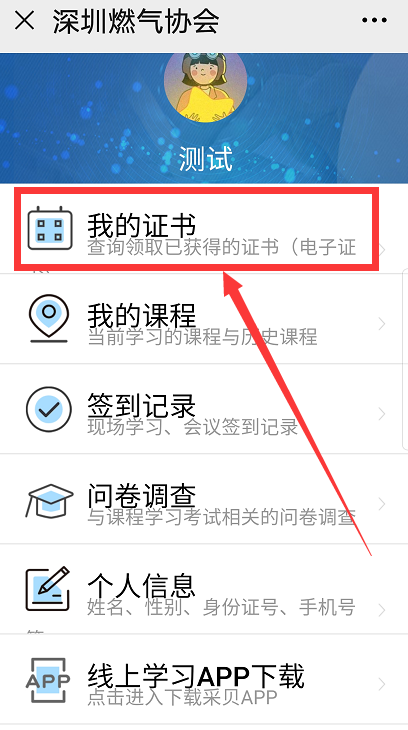 深圳燃气协会
测试
我的证书
查询领取已获得的证书（电子证
我的课程
当前学习的课程与历史课程
签到记录
现场学习、会议签到记录
问卷调查
与课程学习考试相关的问卷调查
个人信息
姓名、性别、身份证号、手机号
APP
线上学习APP下载
点击进入下载采贝APP